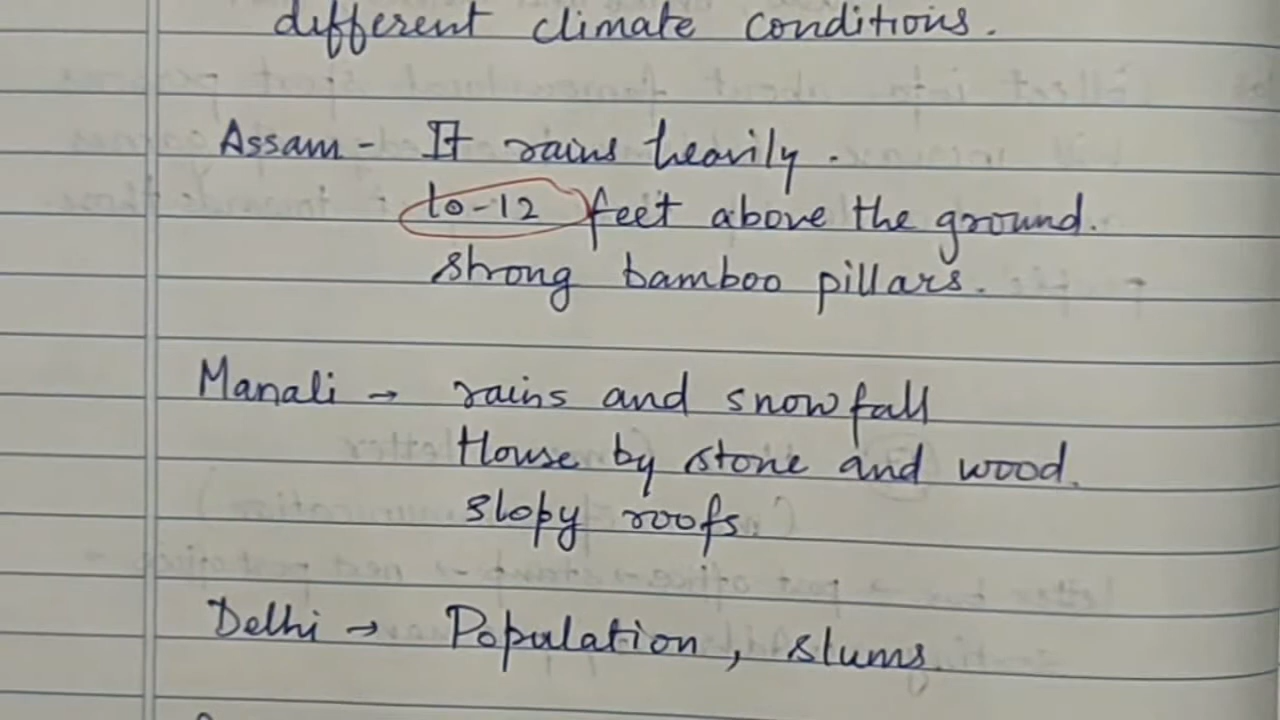 different climate conditions.
Assam - It rains heavily.
10-12 feet above the ground.
strong bamboo pillars.
Manali → rains and snowfall
House by stone and wood.
slopy roofs.
Delhi → Population, slums